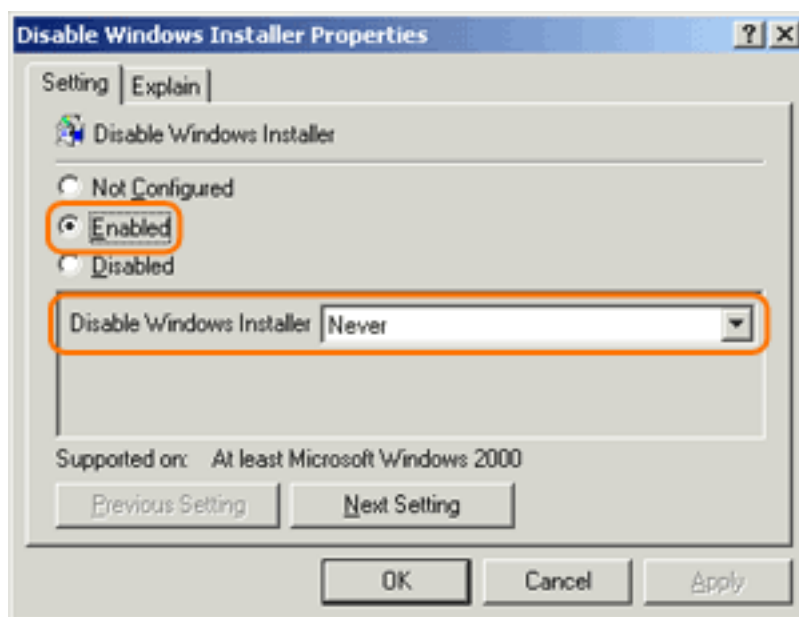 Disable Windows Installer Properties
Setting Explain
Disable Windows Installer
Not Configured
Enabled
Disabled
Disable Windows Installer Never
Supported on: At least Microsoft Windows 2000
Previous Setting Next Setting
OK Cancel Apply